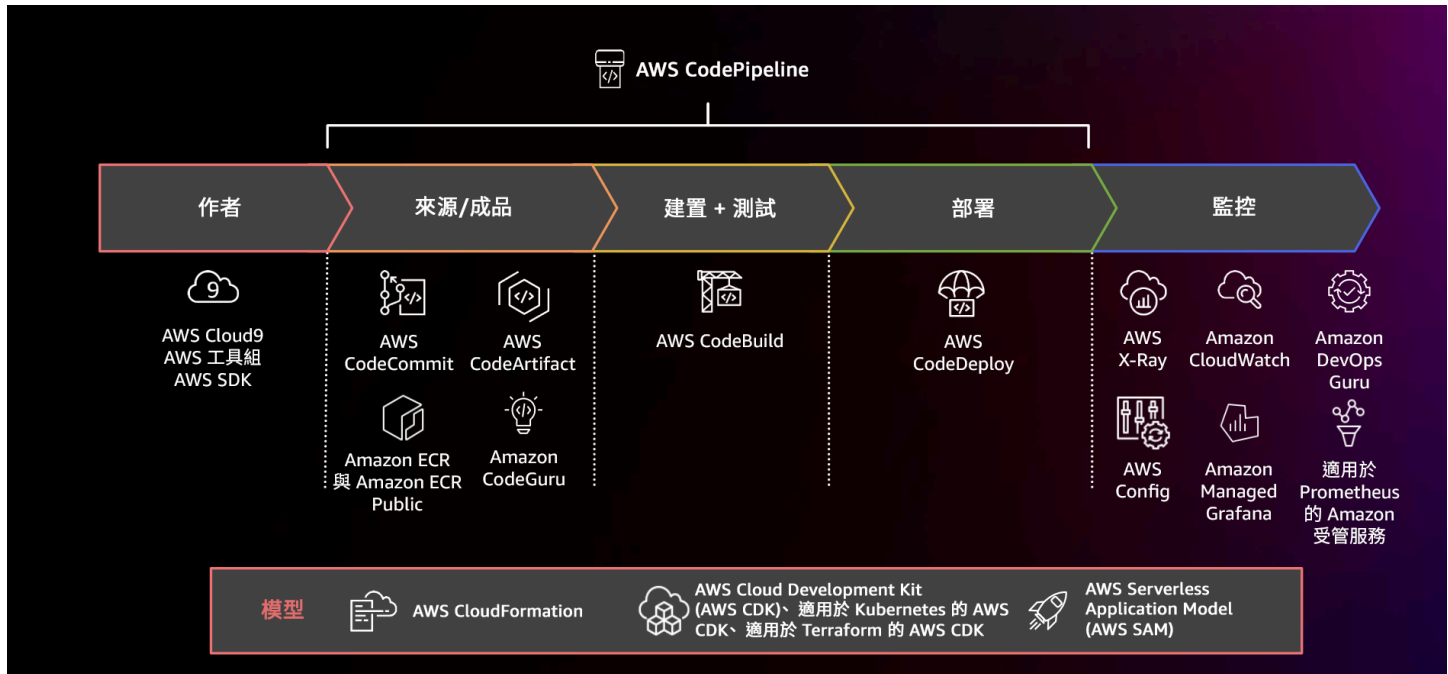 AWS CodePipeline
作者
來源/成品
建置 + 測試
部署
監控
9
AWS Cloud9
AWS 工具組
AWS SDK
AWS
CodeCommit
AWS
CodeArtifact
Amazon ECR
與 Amazon ECR
Public
Amazon
CodeGuru
AWS CodeBuild
AWS
CodeDeploy
AWS
X-Ray
Amazon
CloudWatch
Amazon
DevOps
Guru
AWS
Config
Amazon
Managed
Grafana
適用於
Prometheus
的 Amazon
受管服務
模型
AWS CloudFormation
AWS Cloud Development Kit
(AWS CDK)、適用於 Kubernetes 的 AWS
CDK、適用於 Terraform 的 AWS CDK
AWS Serverless
Application Model
(AWS SAM)